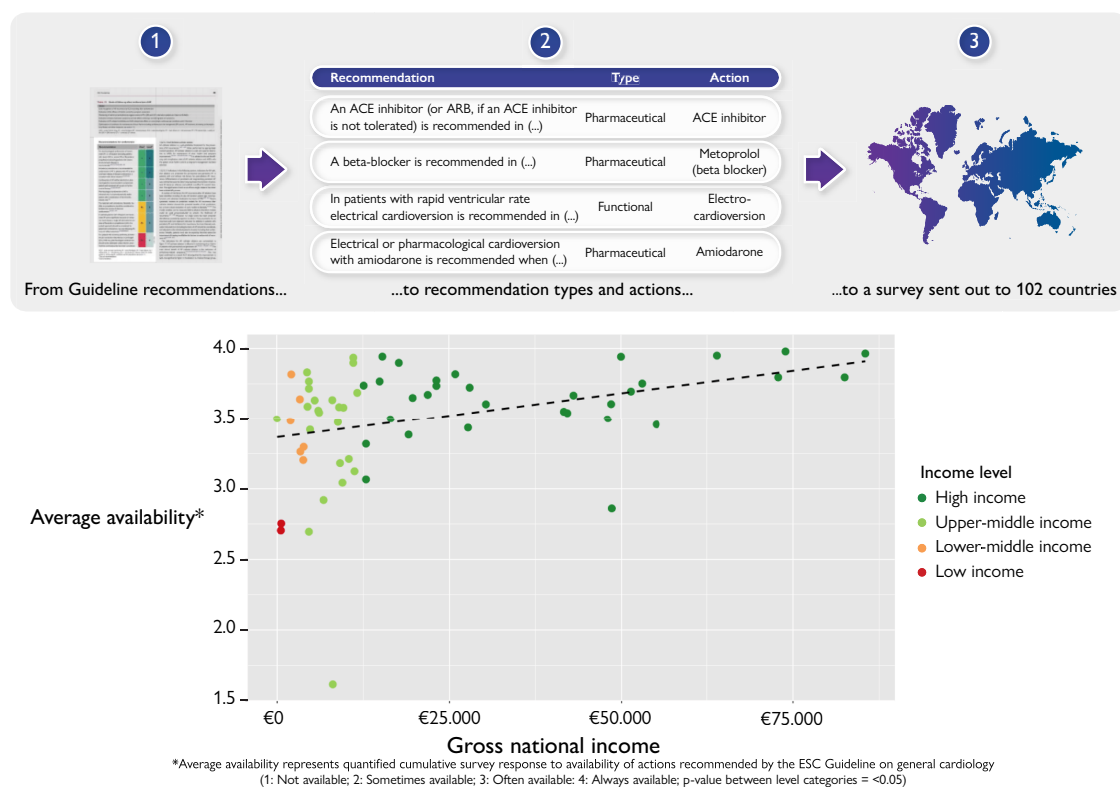 1
2
3
Recommendation Type Action
An ACE inhibitor (or ARB, if an ACE inhibitor
is not tolerated) is recommended in (...)
Pharmaceutical
ACE inhibitor
A beta-blocker is recommended in (...)
Pharmaceutical
Metoprolol
(beta blocker)
In patients with rapid ventricular rate
electrical cardioversion is recommended in (...)
Functional
Electro-
cardioversion
Electrical or pharmacological cardioversion
with amiodarone is recommended when (...)
Pharmaceutical
Amiodarone
From Guideline recommendations...
...to recommendation types and actions...
...to a survey sent out to 102 countries
4.0
3.5
3.0
2.5
2.0
1.5
Average availability*
€0
€25.000
€50.000
€75.000
Gross national income
Income level
High income
Upper-middle income
Lower-middle income
Low income
*Average availability represents quantified cumulative survey response to availability of actions recommended by the ESC Guideline on general cardiology
(1: Not available; 2: Sometimes available; 3: Often available: 4: Always available; p-value between level categories = <0.05)